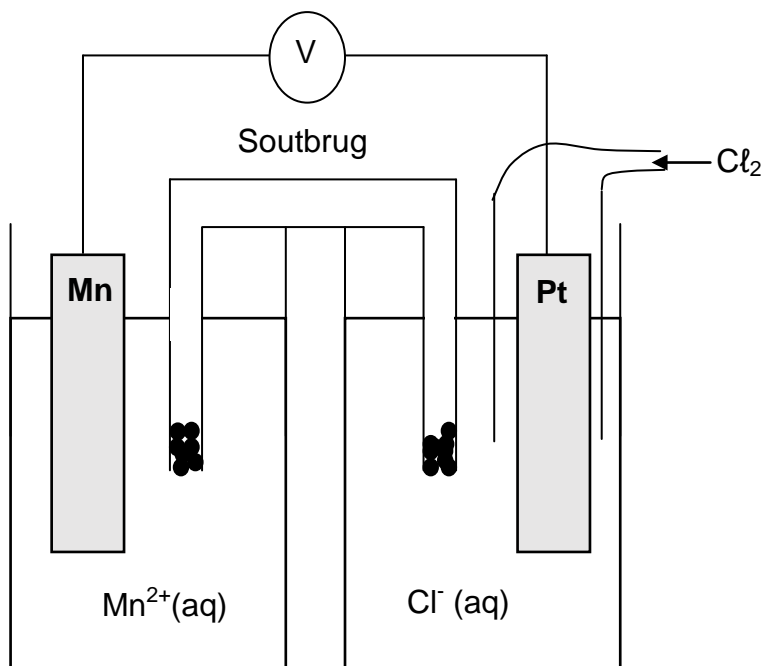 V
Soutbrug
Cℓ₂
Mn
Pt
Mn²⁺(aq)
Cl⁻ (aq)